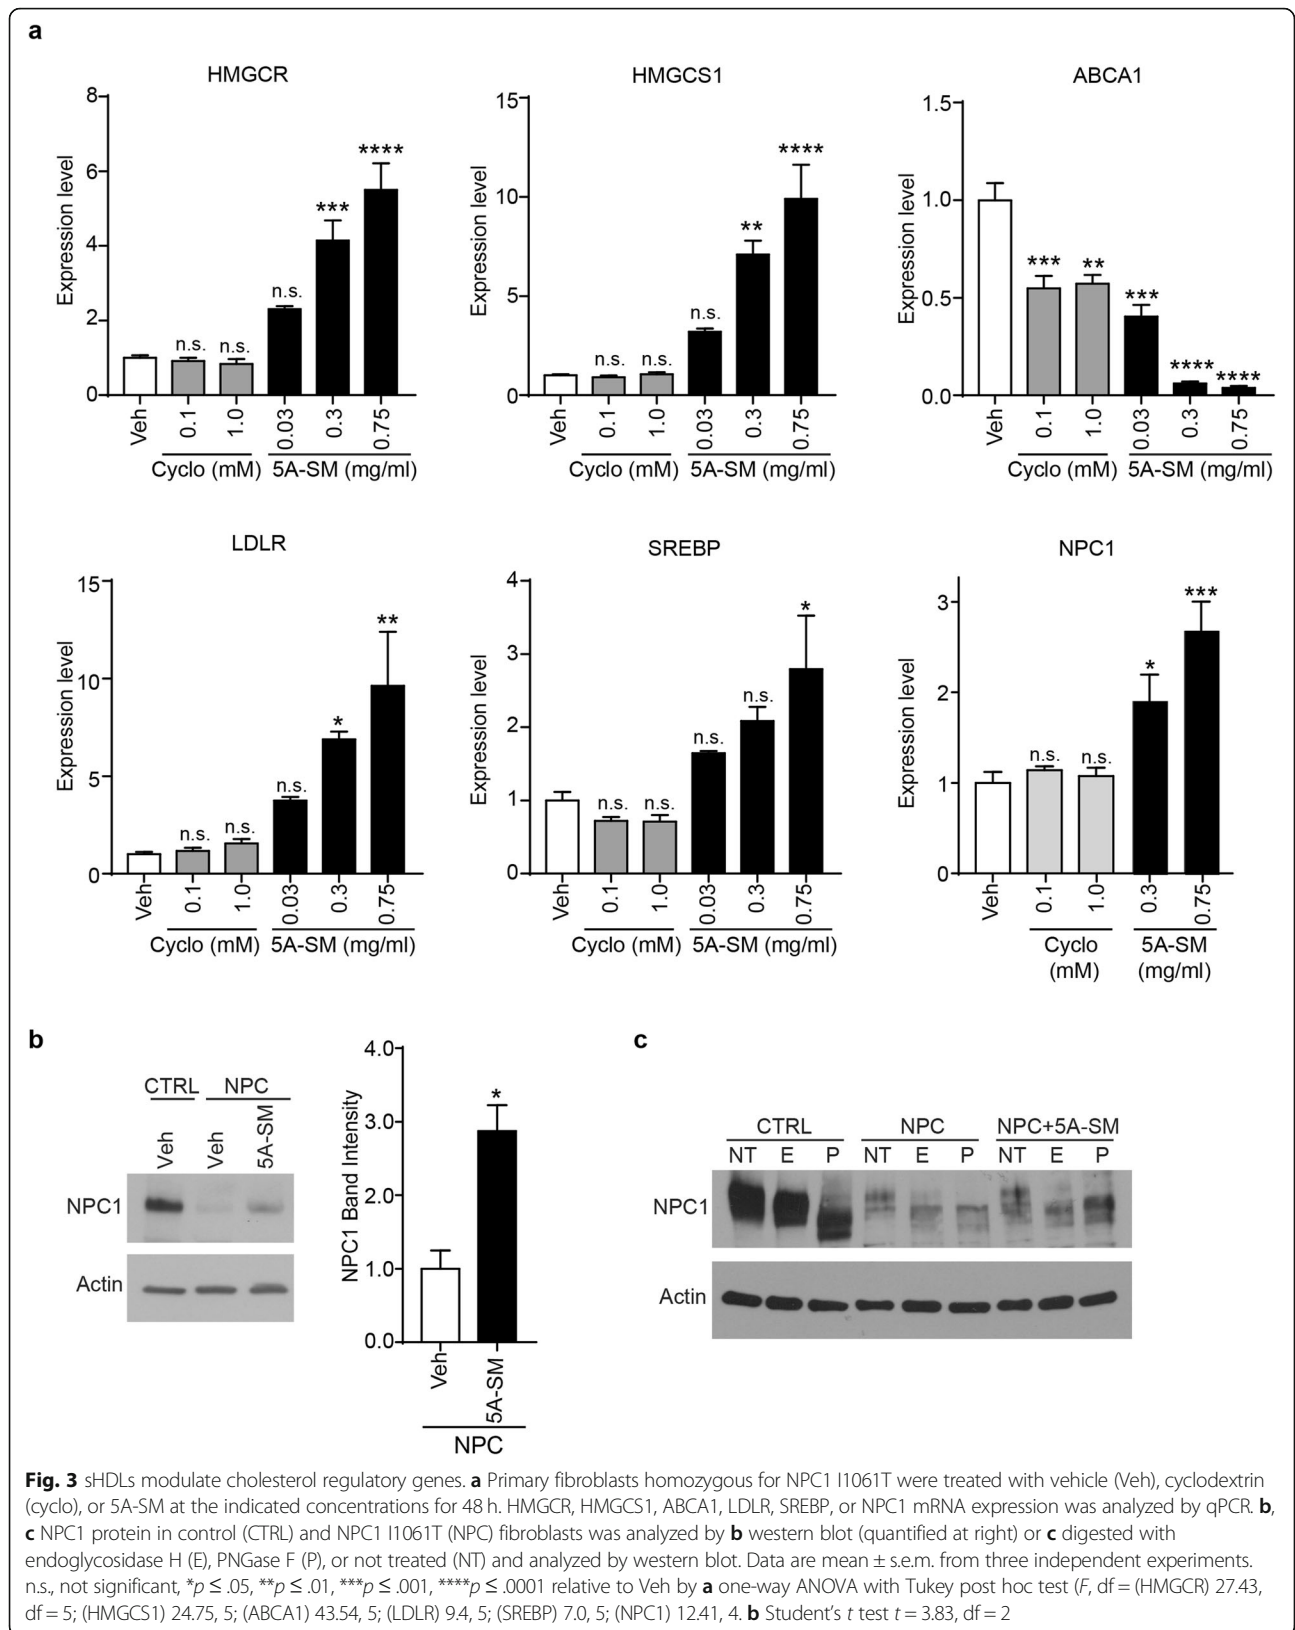 a
HMGCR
Expression level
8
6
4
2
0
n.s.
n.s.
n.s.
***
****
Veh
0.1
1.0
0.03
0.3
0.75
Cyclo (mM)
5A-SM (mg/ml)
HMGCS1
Expression level
15
10
5
0
n.s.
n.s.
n.s.
**
****
Veh
0.1
1.0
0.03
0.3
0.75
Cyclo (mM)
5A-SM (mg/ml)
ABCA1
Expression level
1.5
1.0
0.5
0.0
***
**
***
****
****
Veh
0.1
1.0
0.03
0.3
0.75
Cyclo (mM)
5A-SM (mg/ml)
LDLR
Expression level
15
10
5
0
n.s.
n.s.
n.s.
*
**
Veh
0.1
1.0
0.03
0.3
0.75
Cyclo (mM)
5A-SM (mg/ml)
SREBP
Expression level
4
3
2
1
0
n.s.
n.s.
n.s.
n.s.
*
Veh
0.1
1.0
0.03
0.3
0.75
Cyclo (mM)
5A-SM (mg/ml)
NPC1
Expression level
3
2
1
0
n.s.
n.s.
*
***
Veh
0.1
1.0
0.3
0.75
Cyclo
(mM)
5A-SM
(mg/ml)
b
CTRL NPC
Veh
Veh
5A-SM
NPC1
Actin
NPC1 Band Intensity
4.0
3.0
2.0
1.0
0.0
*
Veh
5A-SM
NPC
c
CTRL NPC NPC+5A-SM
NT E P NT E P NT E P
NPC1
Actin
Fig. 3 sHDLs modulate cholesterol regulatory genes. a Primary fibroblasts homozygous for NPC1 I1061T were treated with vehicle (Veh), cyclodextrin
(cyclo), or 5A-SM at the indicated concentrations for 48 h. HMGCR, HMGCS1, ABCA1, LDLR, SREBP, or NPC1 mRNA expression was analyzed by qPCR. b,
c NPC1 protein in control (CTRL) and NPC1 I1061T (NPC) fibroblasts was analyzed by b western blot (quantified at right) or c digested with
endoglycosidase H (E), PNGase F (P), or not treated (NT) and analyzed by western blot. Data are mean ± s.e.m. from three independent experiments.
n.s., not significant, *p ≤ .05, **p ≤ .01, ***p ≤ .001, ****p ≤ .0001 relative to Veh by a one-way ANOVA with Tukey post hoc test (F, df = (HMGCR) 27.43,
df = 5; (HMGCS1) 24.75, 5; (ABCA1) 43.54, 5; (LDLR) 9.4, 5; (SREBP) 7.0, 5; (NPC1) 12.41, 4. b Student's t test t = 3.83, df = 2